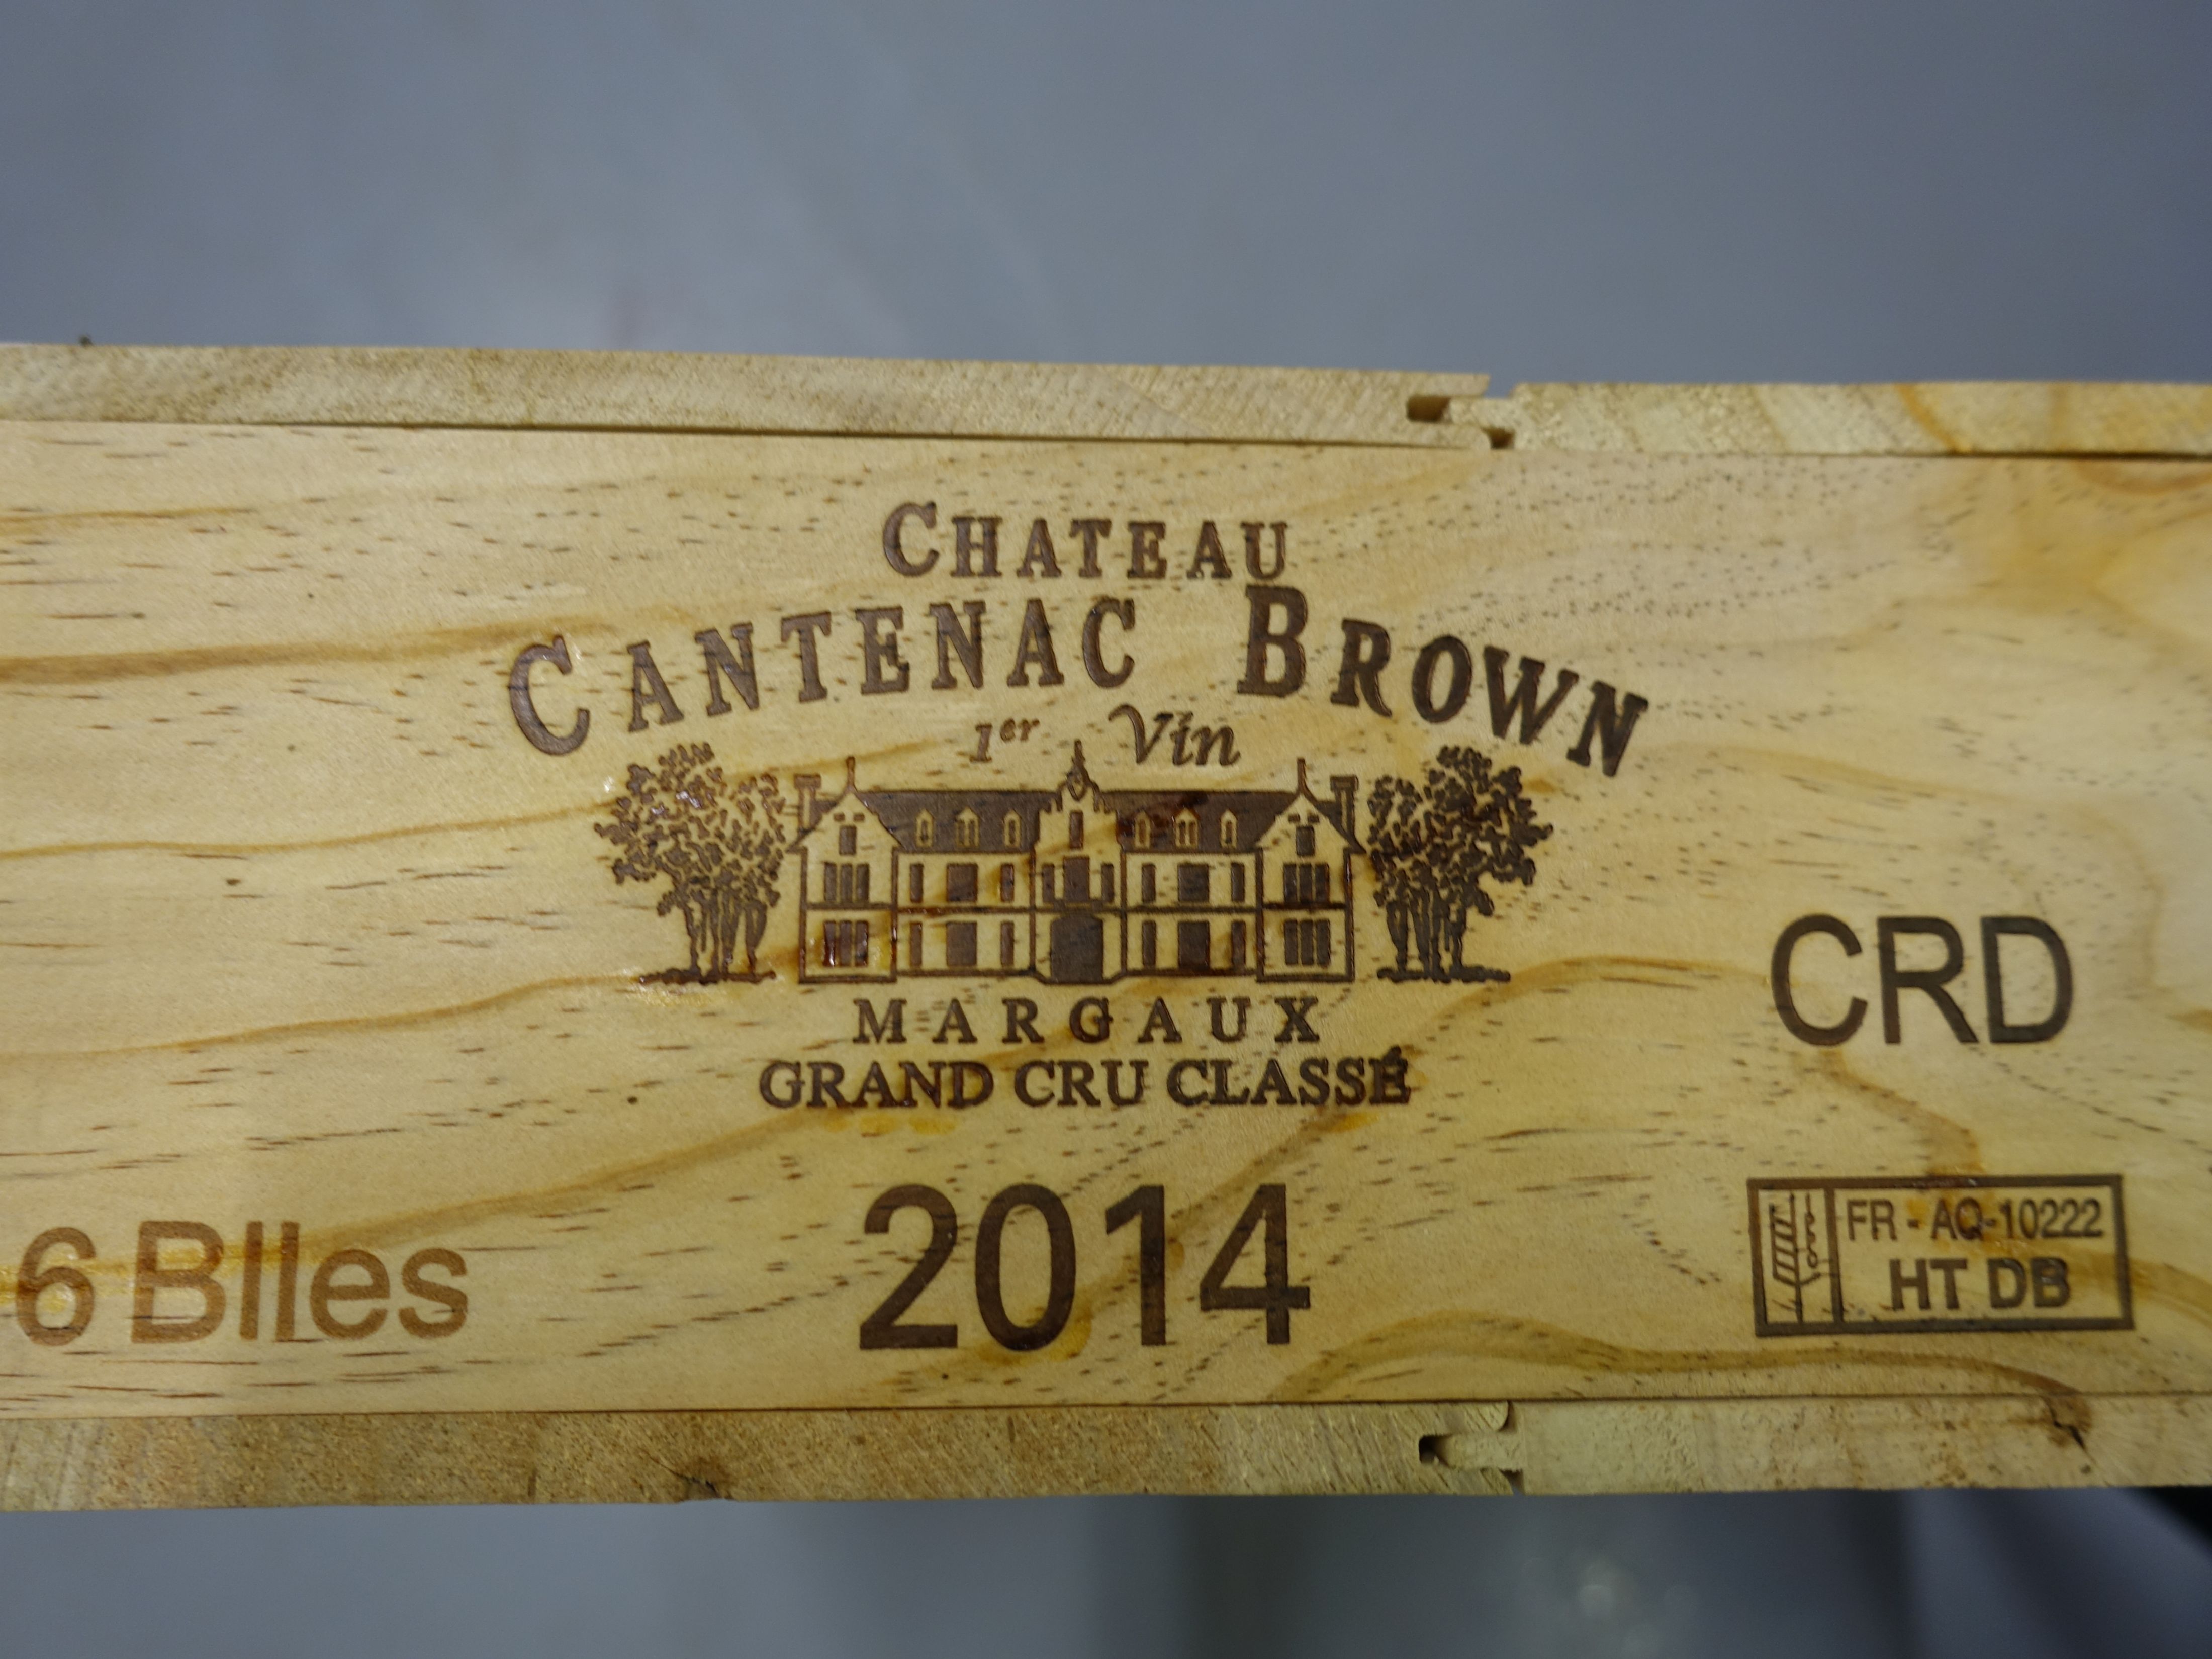 CHATEAU
CANTENAC BROWN
1er Vin
MARGAUX
GRAND CRU CLASSÉ
CRD
6 Blles
2014
FR - AQ-10222
HT DB